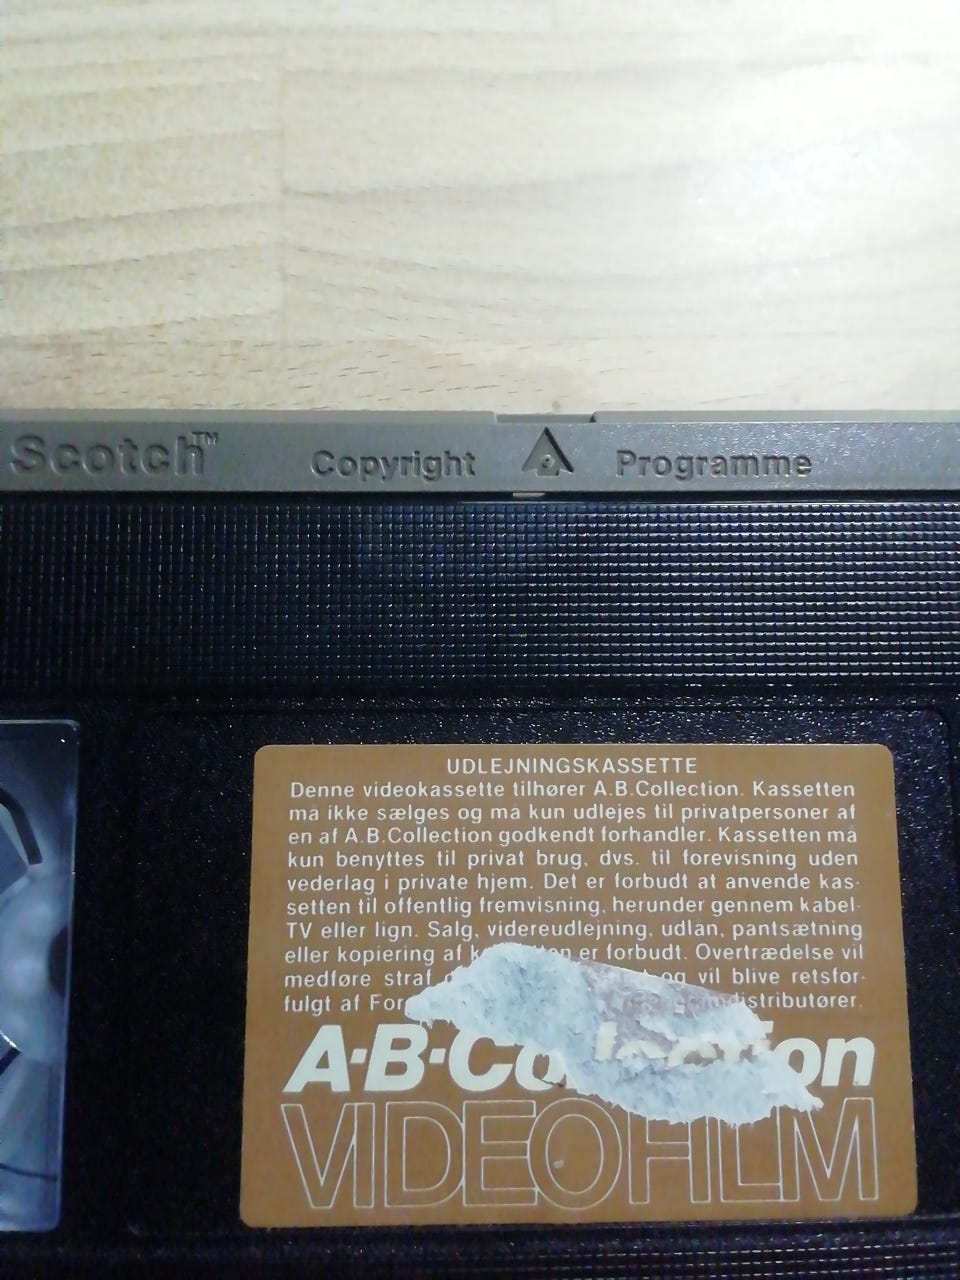 Scotch™ Copyright Programme
UDLEJNINGSKASSETTE
Denne videokassette tilhører A.B.Collection. Kassetten
må ikke sælges og må kun udlejes til privatpersoner af
en af A.B.Collection godkendt forhandler. Kassetten må
kun benyttes til privat brug, dvs. til forevisning uden
vederlag i private hjem. Det er forbudt at anvende kas-
setten til offentlig fremvisning, herunder gennem kabel-
TV eller lign. Salg, videreudlejning, udlån, pantsætning
eller kopiering af er forbudt. Overtrædelse vil
medføre straf og vil blive retsfor-
fulgt af
A·B·Collection
VIDEOFILM